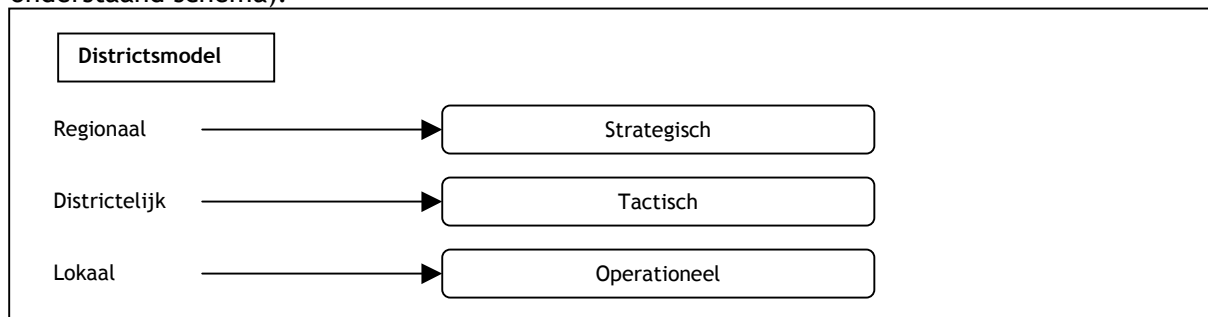 onderstaand schema).
Districtsmodel
Regionaal Strategisch
Districtelijk Tactisch
Lokaal Operationeel